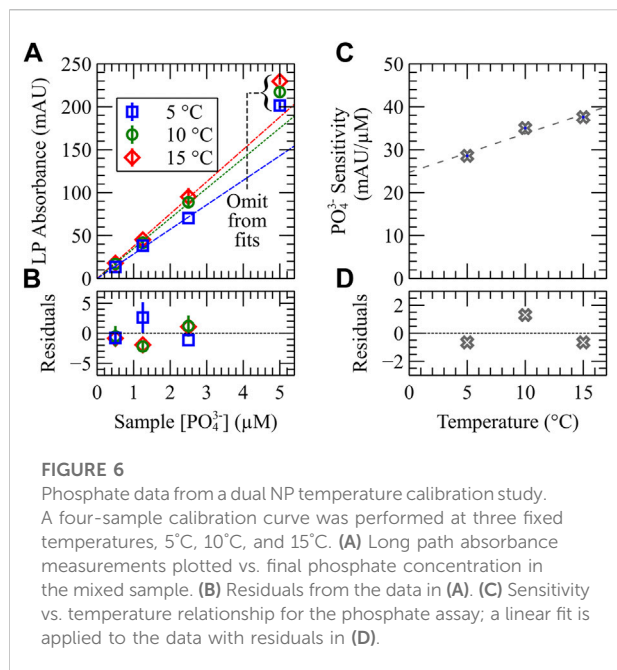 A
250
200
150
100
50
0
LP Absorbance (mAU)
5 °C
10 °C
15 °C
Omit
from
fits
B
5
0
−5
Residuals
0 1 2 3 4 5
Sample [PO₄³⁻] (µM)
C
50
40
30
20
10
0
PO₄³⁻ Sensitivity
(mAU/µM)
D
2
0
−2
Residuals
0 5 10 15
Temperature (°C)
FIGURE 6
Phosphate data from a dual NP temperature calibration study.
A four-sample calibration curve was performed at three fixed
temperatures, 5°C, 10°C, and 15°C. (A) Long path absorbance
measurements plotted vs. final phosphate concentration in
the mixed sample. (B) Residuals from the data in (A). (C) Sensitivity
vs. temperature relationship for the phosphate assay; a linear fit is
applied to the data with residuals in (D).